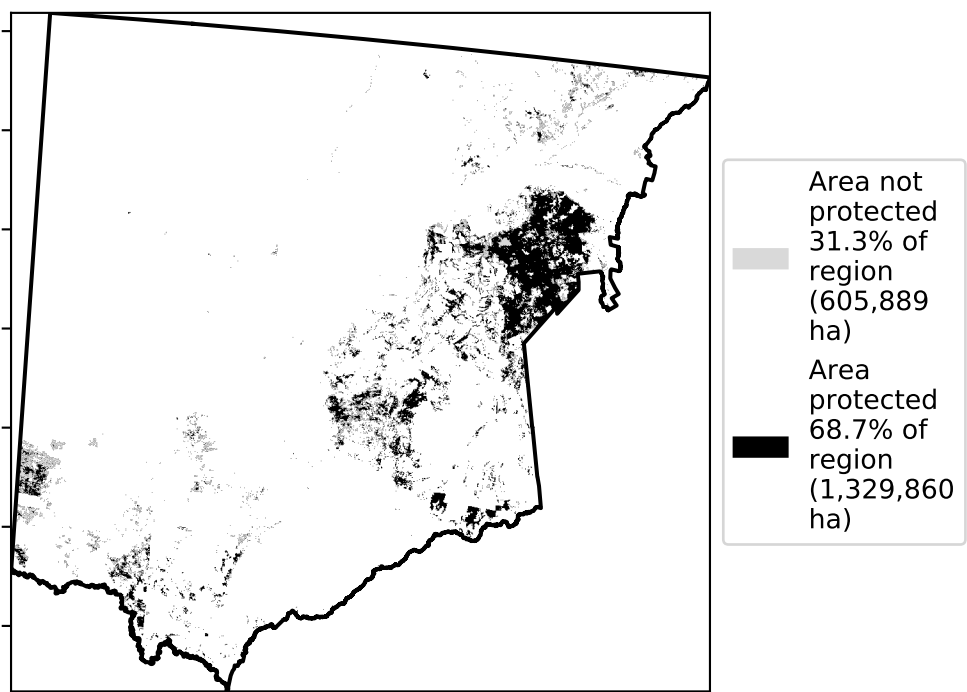 Area not
protected
31.3% of
region
(605,889
ha)
Area
protected
68.7% of
region
(1,329,860
ha)